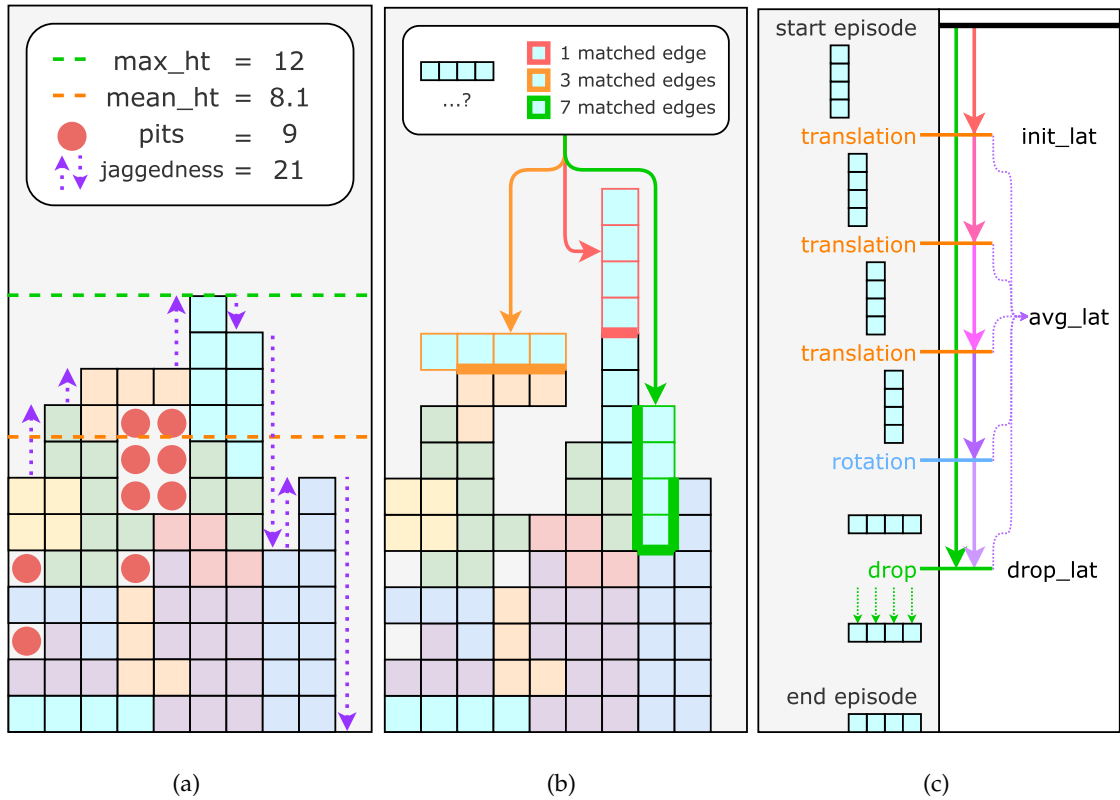 max_ht = 12
mean_ht = 8.1
pits = 9
jaggedness = 21
...?
1 matched edge
3 matched edges
7 matched edges
start episode
translation
init_lat
translation
avg_lat
translation
rotation
drop
drop_lat
end episode
(a)
(b)
(c)